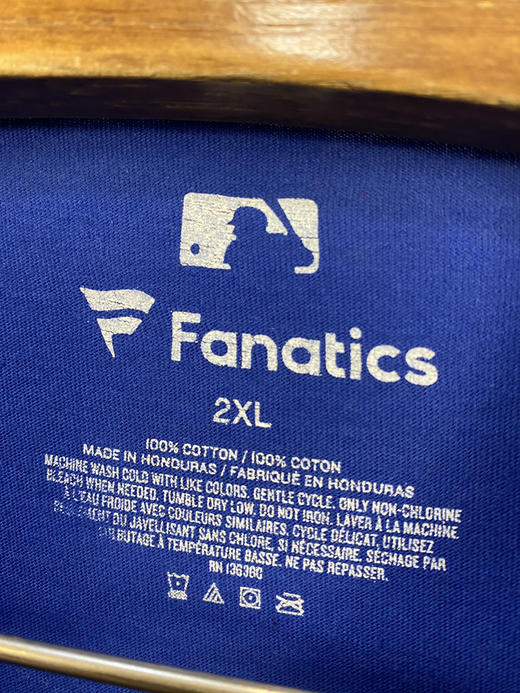 Fanatics
2XL
100% COTTON / 100% COTON
MADE IN HONDURAS / FABRIQUÉ EN HONDURAS
MACHINE WASH COLD WITH LIKE COLORS. GENTLE CYCLE. ONLY NON-CHLORINE
BLEACH WHEN NEEDED. TUMBLE DRY LOW. DO NOT IRON. LAVER À LA MACHINE
À L'EAU FROIDE AVEC COULEURS SIMILAIRES. CYCLE DÉLICAT. UTILISEZ
DU JAVELLISANT SANS CHLORE, SI NÉCESSAIRE. SÉCHAGE PAR
À TEMPÉRATURE BASSE. NE PAS REPASSER.
RN